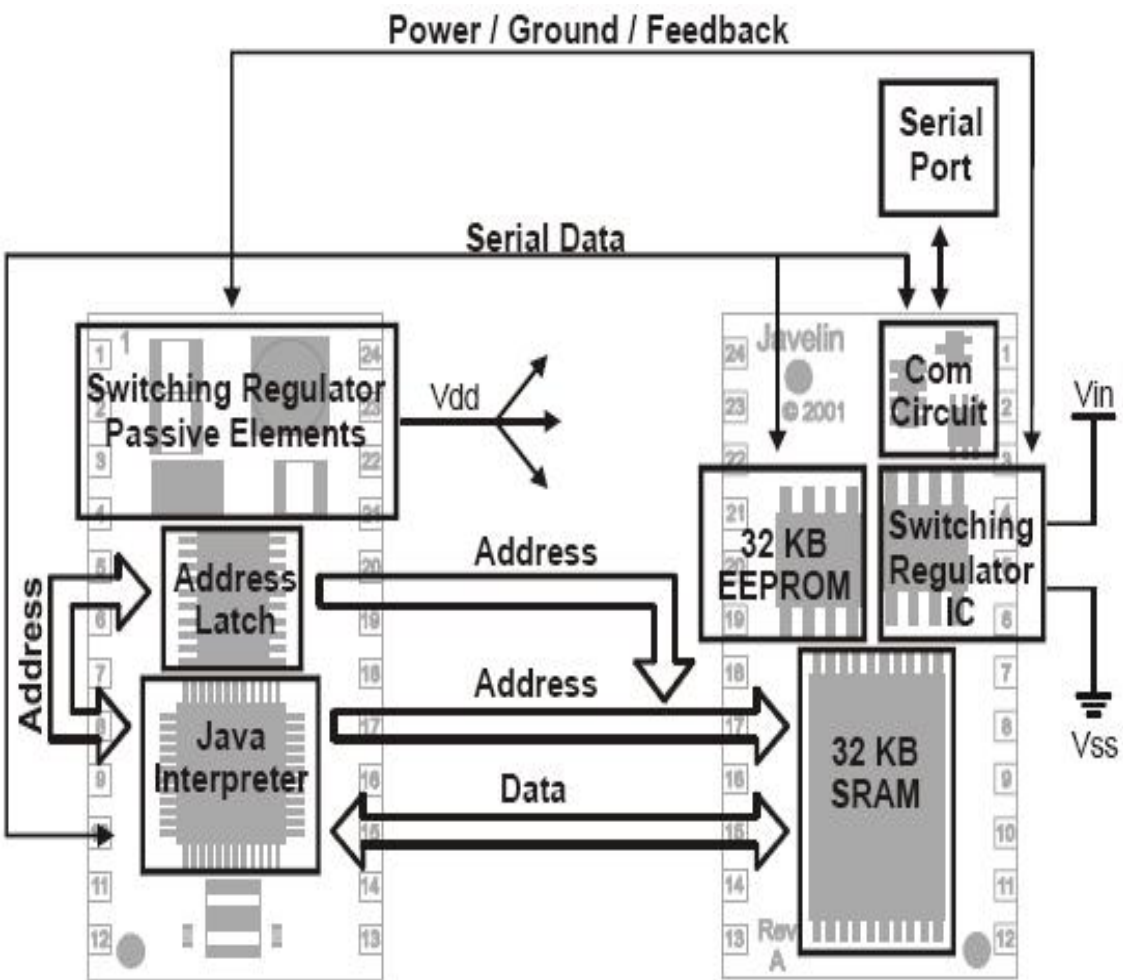 Power / Ground / Feedback
Serial
Port
Serial Data
1
Switching Regulator
Passive Elements
Vdd
Javelin
© 2001
Com
Circuit
Vin
Address
Latch
Address
32 KB
EEPROM
Switching
Regulator
IC
Address
Address
Java
Interpreter
Data
32 KB
SRAM
Vss
Rev
A
1
2
3
4
5
6
7
8
9
11
12
24
23
22
21
20
19
18
17
16
15
14
13
24
23
22
21
20
19
18
17
16
15
14
13
1
2
3
4
6
7
8
9
10
11
12